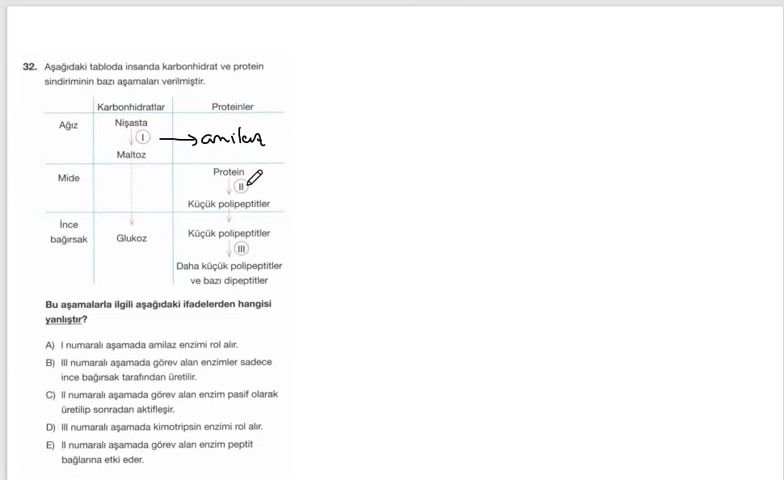 32. Aşağıdaki tabloda insanda karbonhidrat ve protein
sindiriminin bazı aşamaları verilmiştir.
Karbonhidratlar Proteinler
Ağız Nişasta
I → amilaz
Maltoz
Mide Protein
II
Küçük polipeptitler
İnce bağırsak Glukoz Küçük polipeptitler
III
Daha küçük polipeptitler
ve bazı dipeptitler
Bu aşamalarla ilgili aşağıdaki ifadelerden hangisi
yanlıştır?
A) I numaralı aşamada amilaz enzimi rol alır.
B) III numaralı aşamada görev alan enzimler sadece
ince bağırsak tarafından üretilir.
C) II numaralı aşamada görev alan enzim pasif olarak
üretilip sonradan aktifleşir.
D) III numaralı aşamada kimotripsin enzimi rol alır.
E) II numaralı aşamada görev alan enzim peptit
bağlarına etki eder.